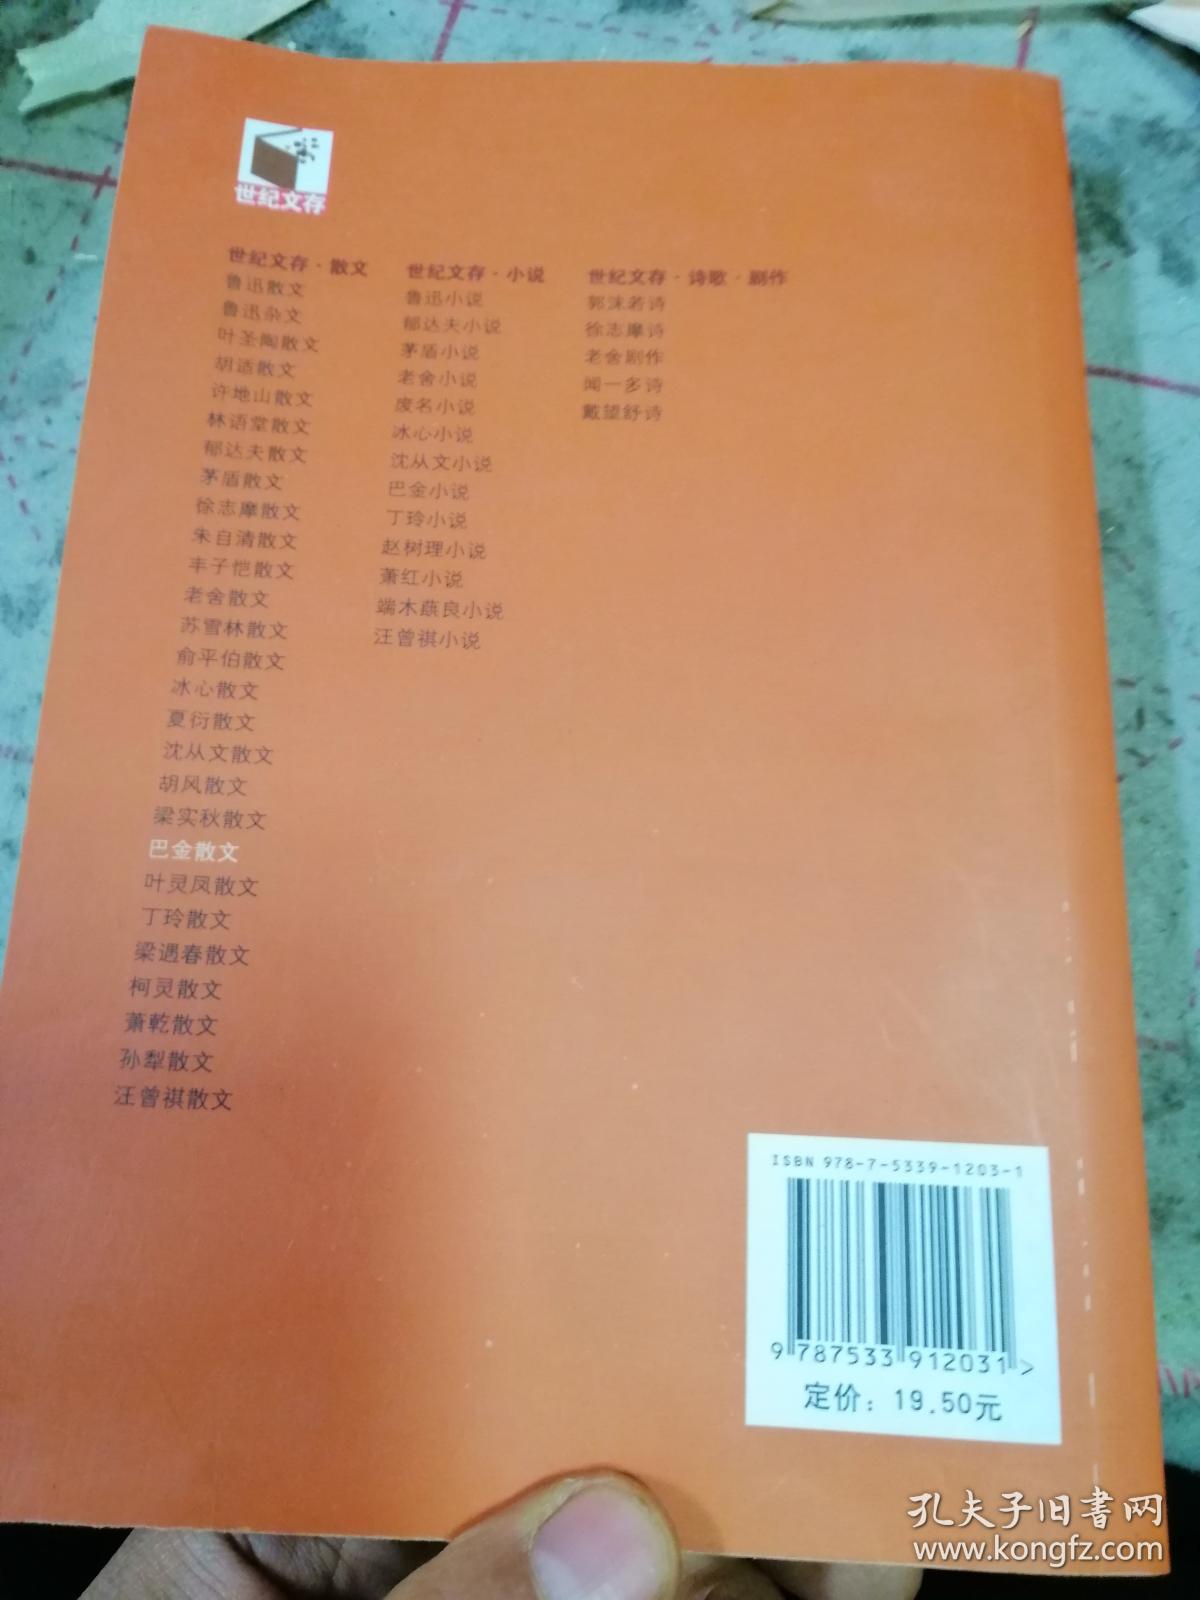 世纪文存
世纪文存·散文
鲁迅散文
鲁迅杂文
叶圣陶散文
胡适散文
许地山散文
林语堂散文
郁达夫散文
茅盾散文
徐志摩散文
朱自清散文
丰子恺散文
老舍散文
苏雪林散文
俞平伯散文
冰心散文
夏衍散文
沈从文散文
胡风散文
梁实秋散文
巴金散文
叶灵凤散文
丁玲散文
梁遇春散文
柯灵散文
萧乾散文
孙犁散文
汪曾祺散文
世纪文存·小说
鲁迅小说
郁达夫小说
茅盾小说
老舍小说
废名小说
冰心小说
沈从文小说
巴金小说
丁玲小说
赵树理小说
萧红小说
端木蕻良小说
汪曾祺小说
世纪文存·诗歌·剧作
郭沫若诗
徐志摩诗
老舍剧作
闻一多诗
戴望舒诗
ISBN 978-7-5339-1203-1
9 787533 912031 >
定价：19.50元
孔夫子旧書网
www.kongfz.com